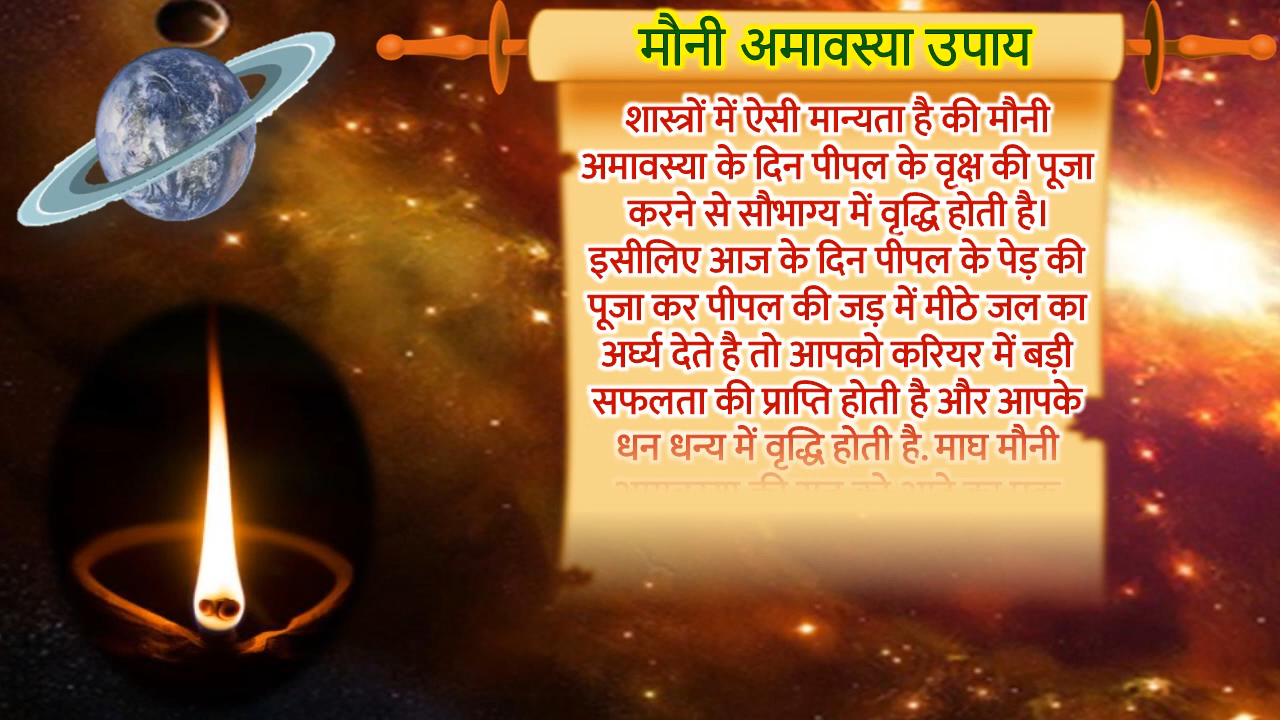 मौनी अमावस्या उपाय
शास्त्रों में ऐसी मान्यता है की मौनी
अमावस्या के दिन पीपल के वृक्ष की पूजा
करने से सौभाग्य में वृद्धि होती है।
इसीलिए आज के दिन पीपल के पेड़ की
पूजा कर पीपल की जड़ में मीठे जल का
अर्घ्य देते है तो आपको करियर में बड़ी
सफलता की प्राप्ति होती है और आपके
धन धन्य में वृद्धि होती है. माघ मौनी